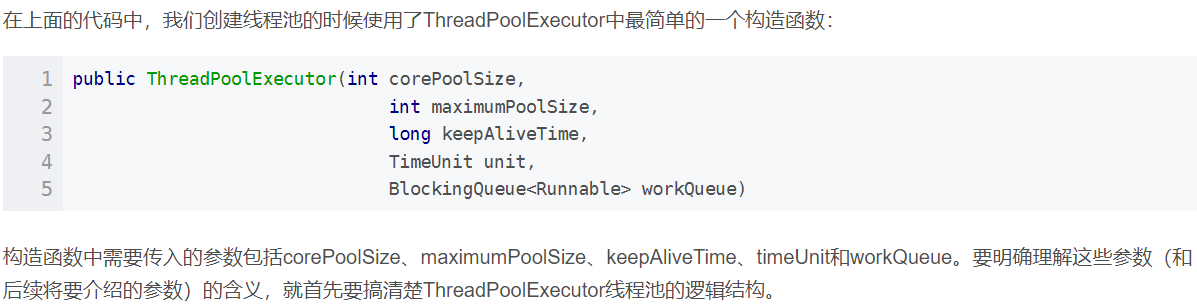 在上面的代码中，我们创建线程池的时候使用了ThreadPoolExecutor中最简单的一个构造函数：
1 public ThreadPoolExecutor(int corePoolSize,
2 int maximumPoolSize,
3 long keepAliveTime,
4 TimeUnit unit,
5 BlockingQueue<Runnable> workQueue)
构造函数中需要传入的参数包括corePoolSize、maximumPoolSize、keepAliveTime、timeUnit和workQueue。要明确理解这些参数（和
后续将要介绍的参数）的含义，就首先要搞清楚ThreadPoolExecutor线程池的逻辑结构。